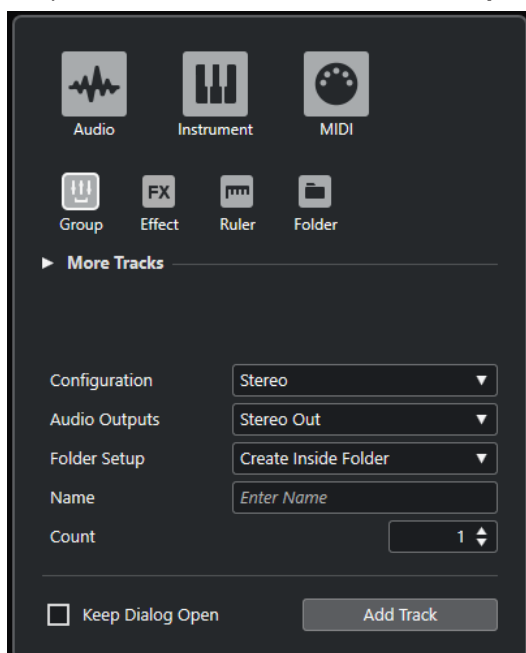 Audio Instrument MIDI
FX
Group Effect Ruler Folder
► More Tracks
Configuration Stereo ▼
Audio Outputs Stereo Out ▼
Folder Setup Create Inside Folder ▼
Name Enter Name
Count 1
Keep Dialog Open Add Track